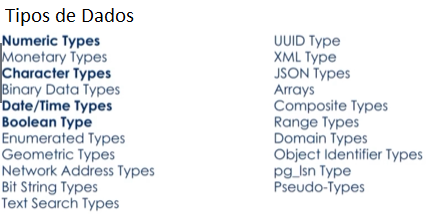 Tipos de Dados
Numeric Types
Monetary Types
Character Types
Binary Data Types
Date/Time Types
Boolean Type
Enumerated Types
Geometric Types
Network Address Types
Bit String Types
Text Search Types
UUID Type
XML Type
JSON Types
Arrays
Composite Types
Range Types
Domain Types
Object Identifier Types
pg_lsn Type
Pseudo-Types